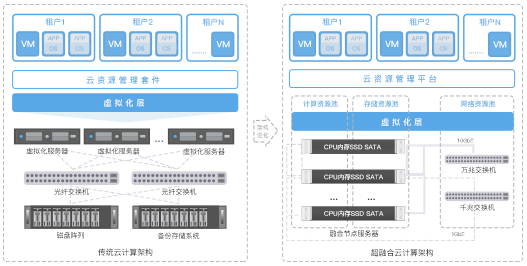 租户1
租户2
租户N
VM
APP
OS
APP
OS
VM
APP
OS
APP
OS
........
VM
云资源管理套件
虚拟化层
...
虚拟化服务器
虚拟化服务器
虚拟化服务器
光纤交换机
光纤交换机
磁盘阵列
备份存储系统
传统云计算架构
架构
优化
租户1
租户2
租户N
VM
APP
OS
APP
OS
VM
APP
OS
APP
OS
........
VM
云资源管理平台
计算资源池
存储资源池
网络资源池
虚拟化层
CPU内存SSD SATA
CPU内存SSD SATA
...
...
CPU内存SSD SATA
融合节点服务器
万兆交换机
千兆交换机
超融合云计算架构